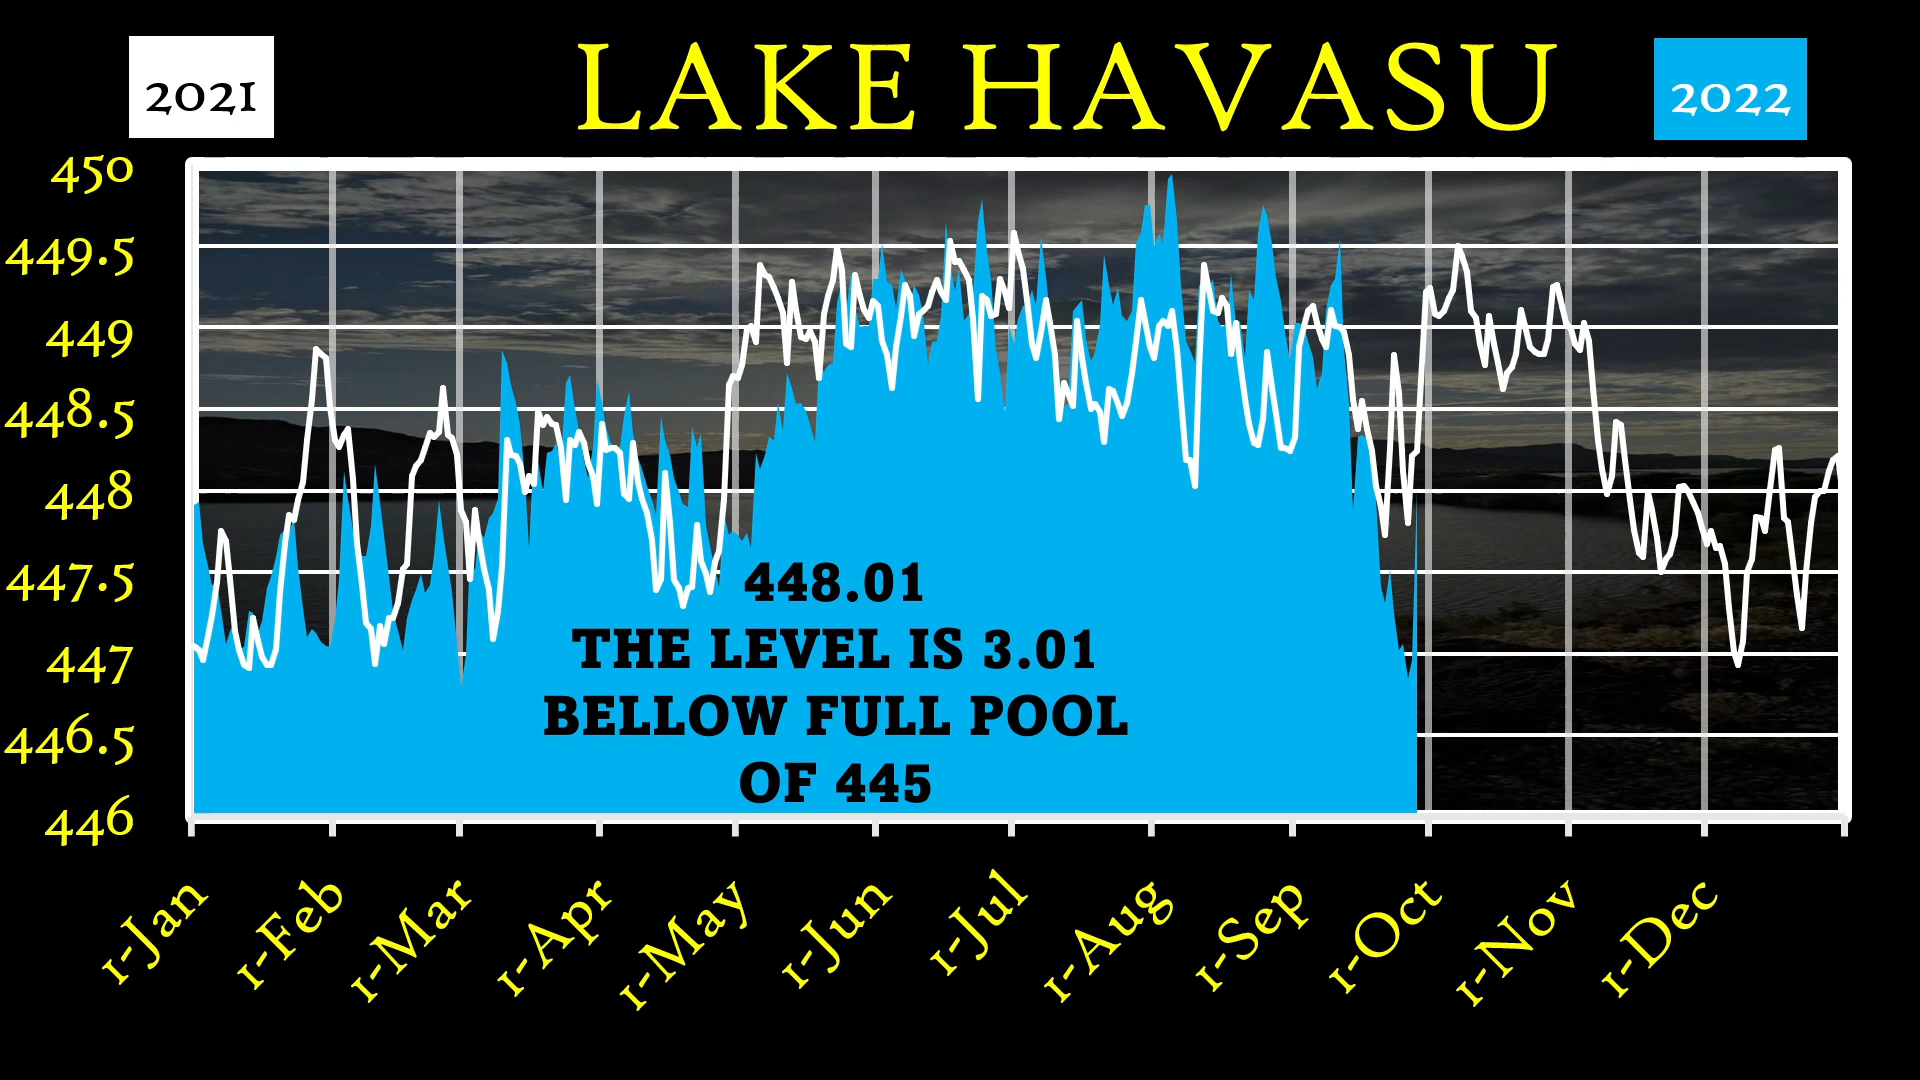 2021
LAKE HAVASU
2022
450
449.5
449
448.5
448
447.5
447
446.5
446
448.01
THE LEVEL IS 3.01
BELLOW FULL POOL
OF 445
1-Jan
1-Feb
1-Mar
1-Apr
1-May
1-Jun
1-Jul
1-Aug
1-Sep
1-Oct
1-Nov
1-Dec